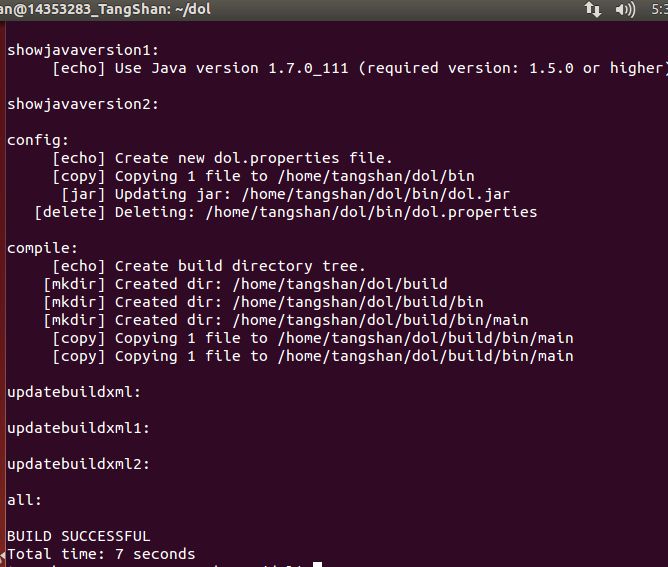 an@14353283_TangShan: ~/dol
showjavaversion1:
[echo] Use Java version 1.7.0_111 (required version: 1.5.0 or higher)
showjavaversion2:
config:
[echo] Create new dol.properties file.
[copy] Copying 1 file to /home/tangshan/dol/bin
[jar] Updating jar: /home/tangshan/dol/bin/dol.jar
[delete] Deleting: /home/tangshan/dol/bin/dol.properties
compile:
[echo] Create build directory tree.
[mkdir] Created dir: /home/tangshan/dol/build
[mkdir] Created dir: /home/tangshan/dol/build/bin
[mkdir] Created dir: /home/tangshan/dol/build/bin/main
[copy] Copying 1 file to /home/tangshan/dol/build/bin/main
[copy] Copying 1 file to /home/tangshan/dol/build/bin/main
updatebuildxml:
updatebuildxml1:
updatebuildxml2:
all:
BUILD SUCCESSFUL
Total time: 7 seconds